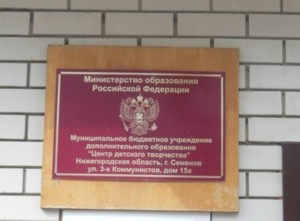 Министерство образования
Российской Федерации
Муниципальное бюджетное учреждение
дополнительного образования
"Центр детского творчества"
Нижегородская область, г. Семенов
ул. 3-х Коммунистов, дом 15а